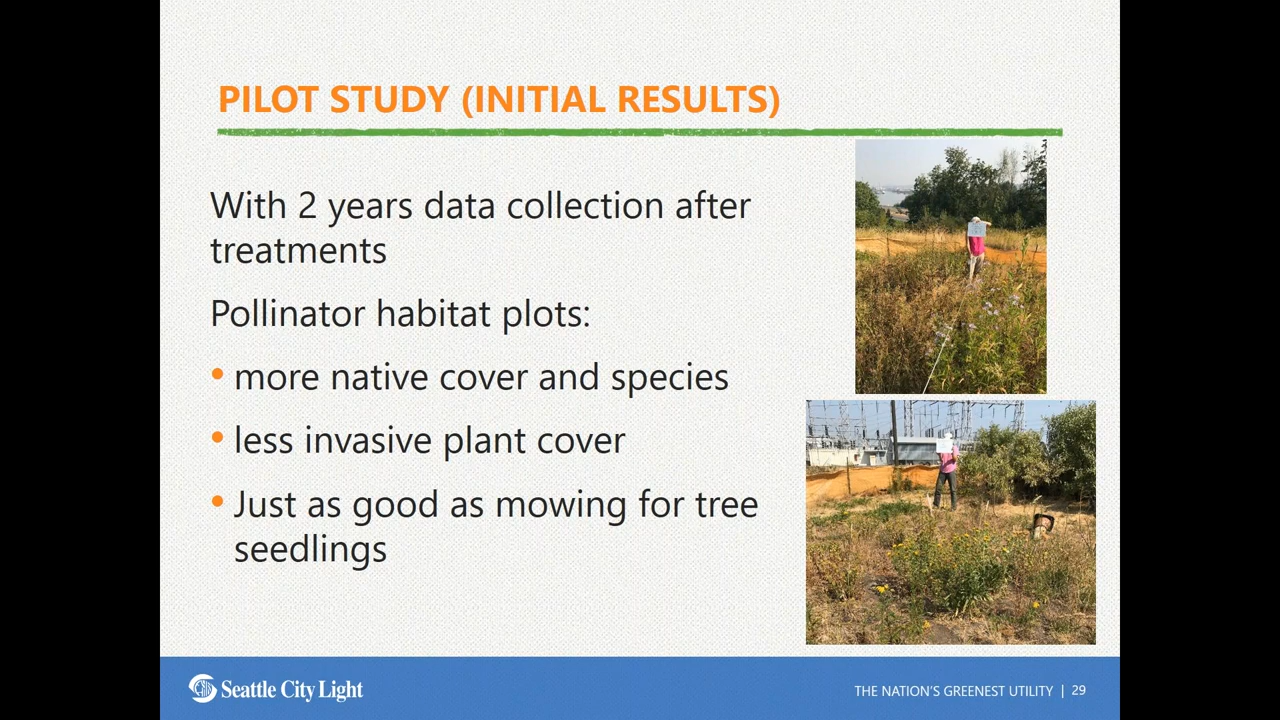 PILOT STUDY (INITIAL RESULTS)
With 2 years data collection after
treatments
Pollinator habitat plots:
• more native cover and species
• less invasive plant cover
• Just as good as mowing for tree
seedlings
Seattle City Light
THE NATION'S GREENEST UTILITY | 29